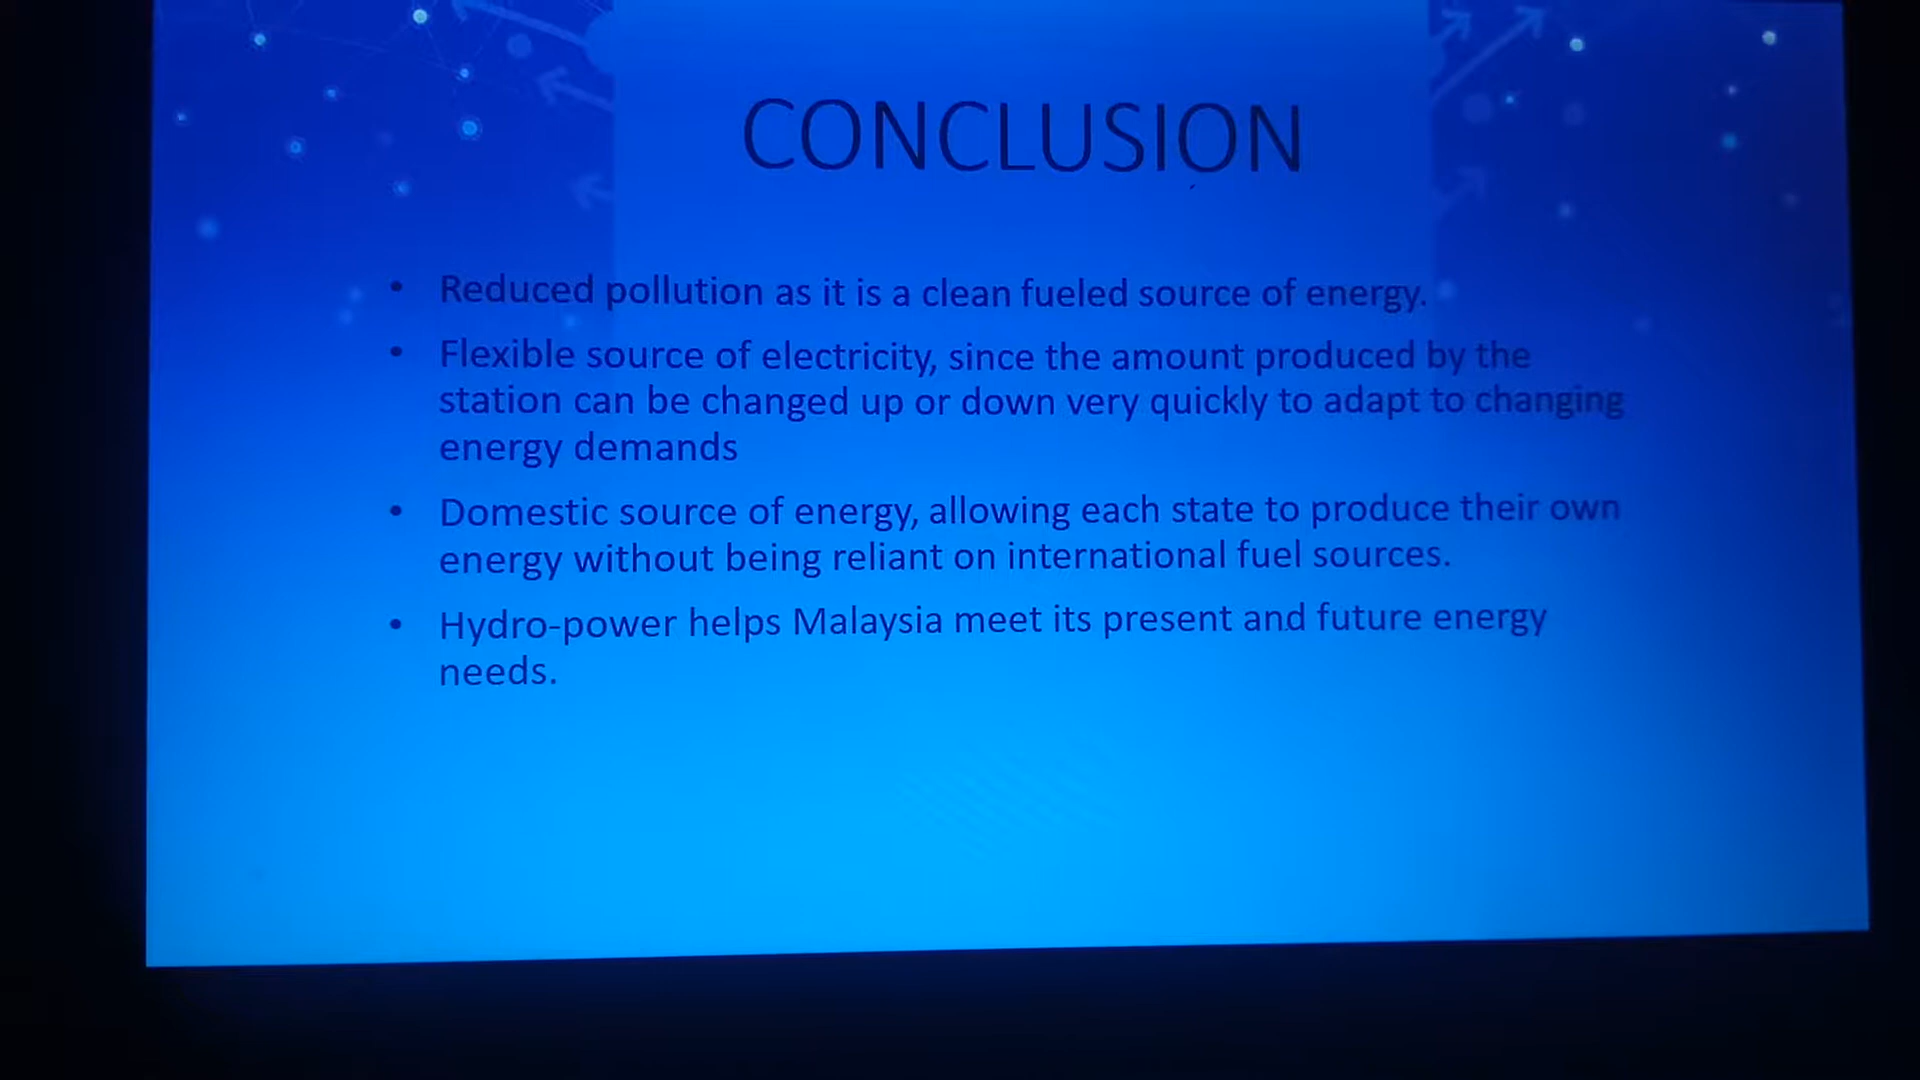 CONCLUSION
• Reduced pollution as it is a clean fueled source of energy.
• Flexible source of electricity, since the amount produced by the
station can be changed up or down very quickly to adapt to changing
energy demands
• Domestic source of energy, allowing each state to produce their own
energy without being reliant on international fuel sources.
• Hydro-power helps Malaysia meet its present and future energy
needs.